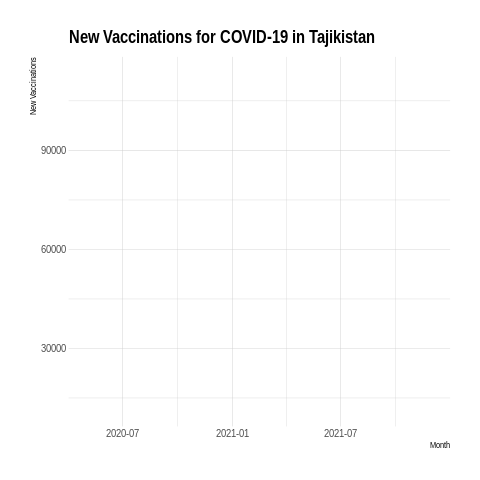 New Vaccinations for COVID-19 in Tajikistan
New Vaccinations
90000
60000
30000
2020-07 2021-01 2021-07
Month